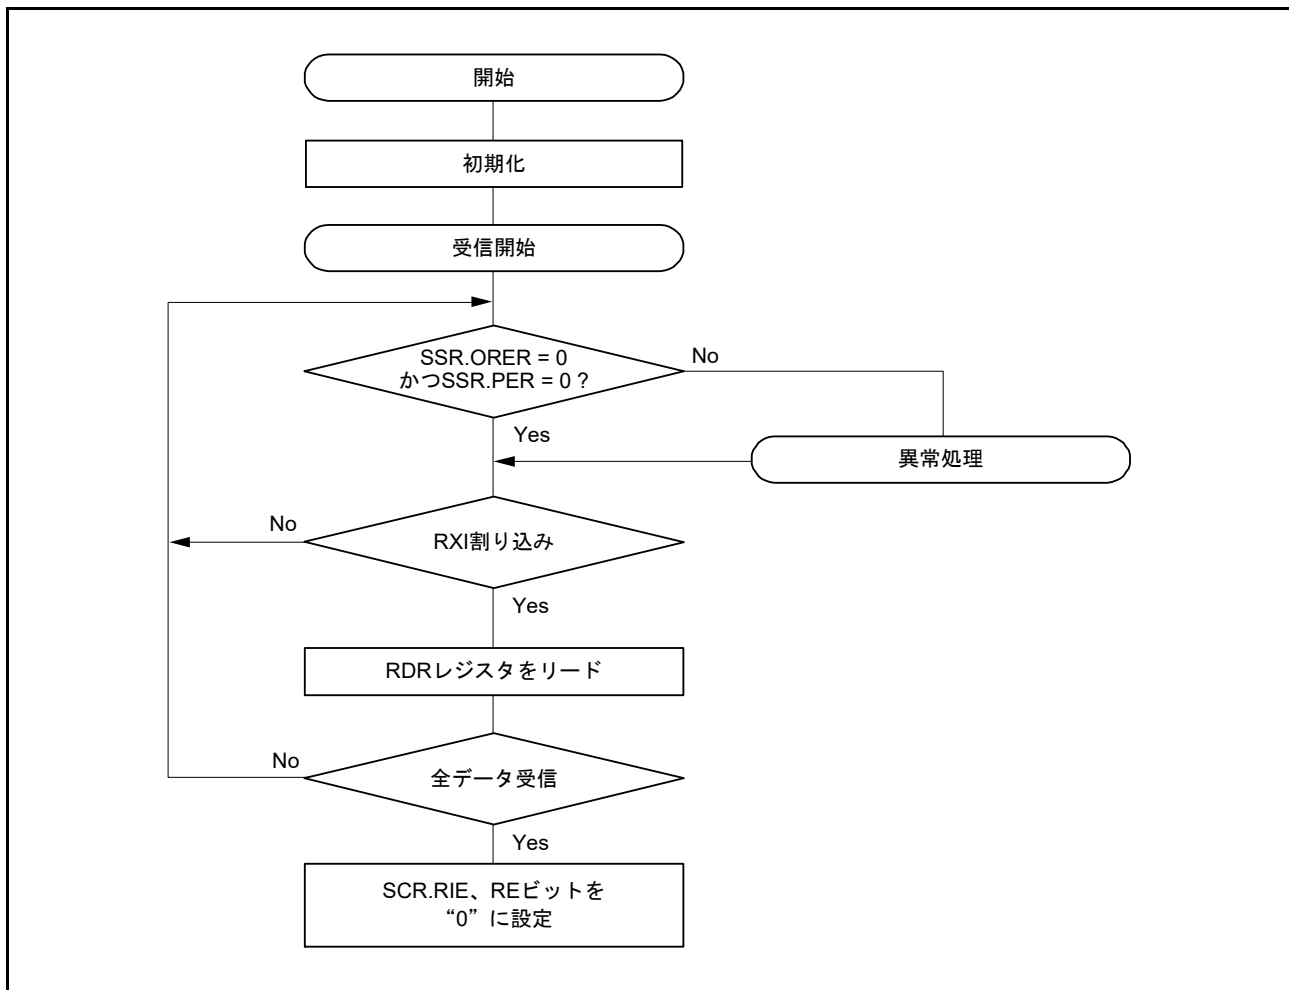 開始
初期化
受信開始
SSR.ORER = 0
かつSSR.PER = 0 ?
No
Yes
異常処理
No
RXI割り込み
Yes
RDRレジスタをリード
No
全データ受信
Yes
SCR.RIE、REビットを
“0” に設定